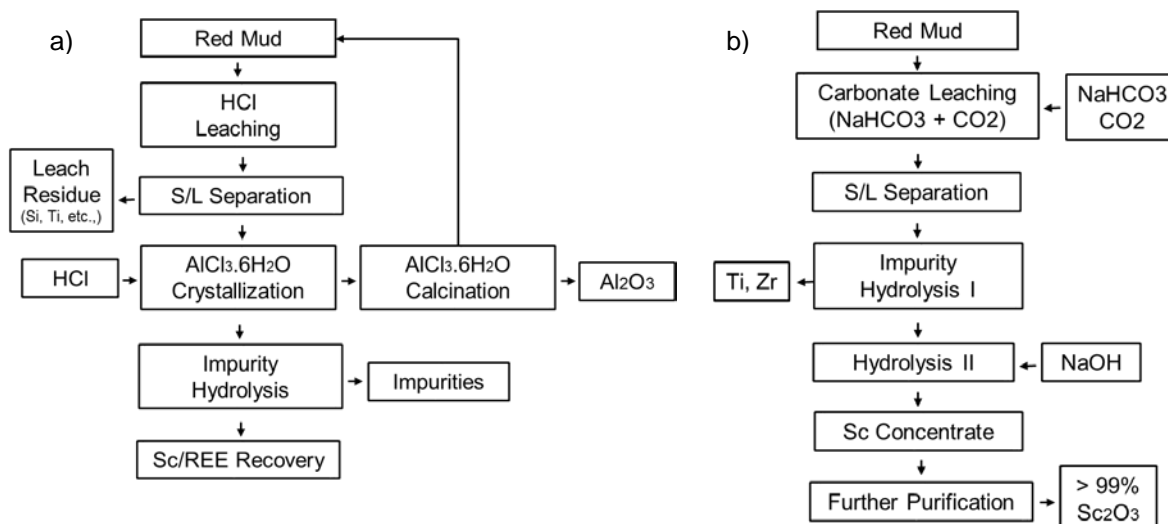 a)
Red Mud
HCl
Leaching
Leach
Residue
(Si, Ti, etc.,)
S/L Separation
HCl
AlCl3.6H2O
Crystallization
AlCl3.6H2O
Calcination
Al2O3
Impurity
Hydrolysis
Impurities
Sc/REE Recovery
b)
Red Mud
Carbonate Leaching
(NaHCO3 + CO2)
NaHCO3
CO2
S/L Separation
Impurity
Hydrolysis I
Ti, Zr
Hydrolysis II
NaOH
Sc Concentrate
Further Purification
> 99%
Sc2O3